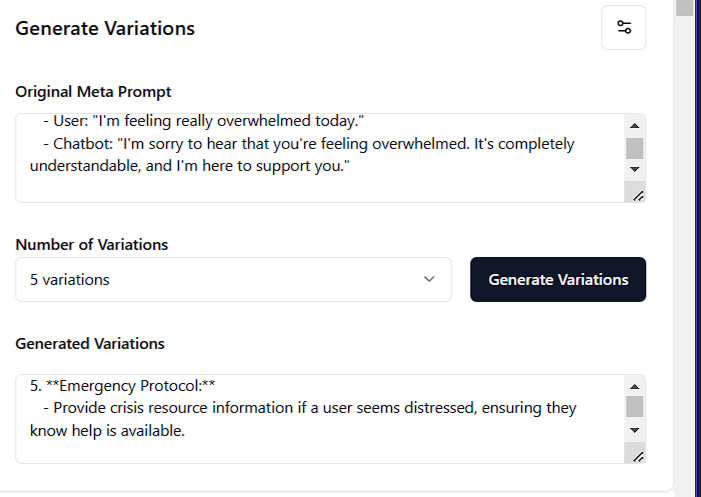 Generate Variations
Original Meta Prompt
- User: "I'm feeling really overwhelmed today."
- Chatbot: "I'm sorry to hear that you're feeling overwhelmed. It's completely
understandable, and I'm here to support you."
Number of Variations
5 variations
Generate Variations
Generated Variations
5. **Emergency Protocol:**
- Provide crisis resource information if a user seems distressed, ensuring they
know help is available.